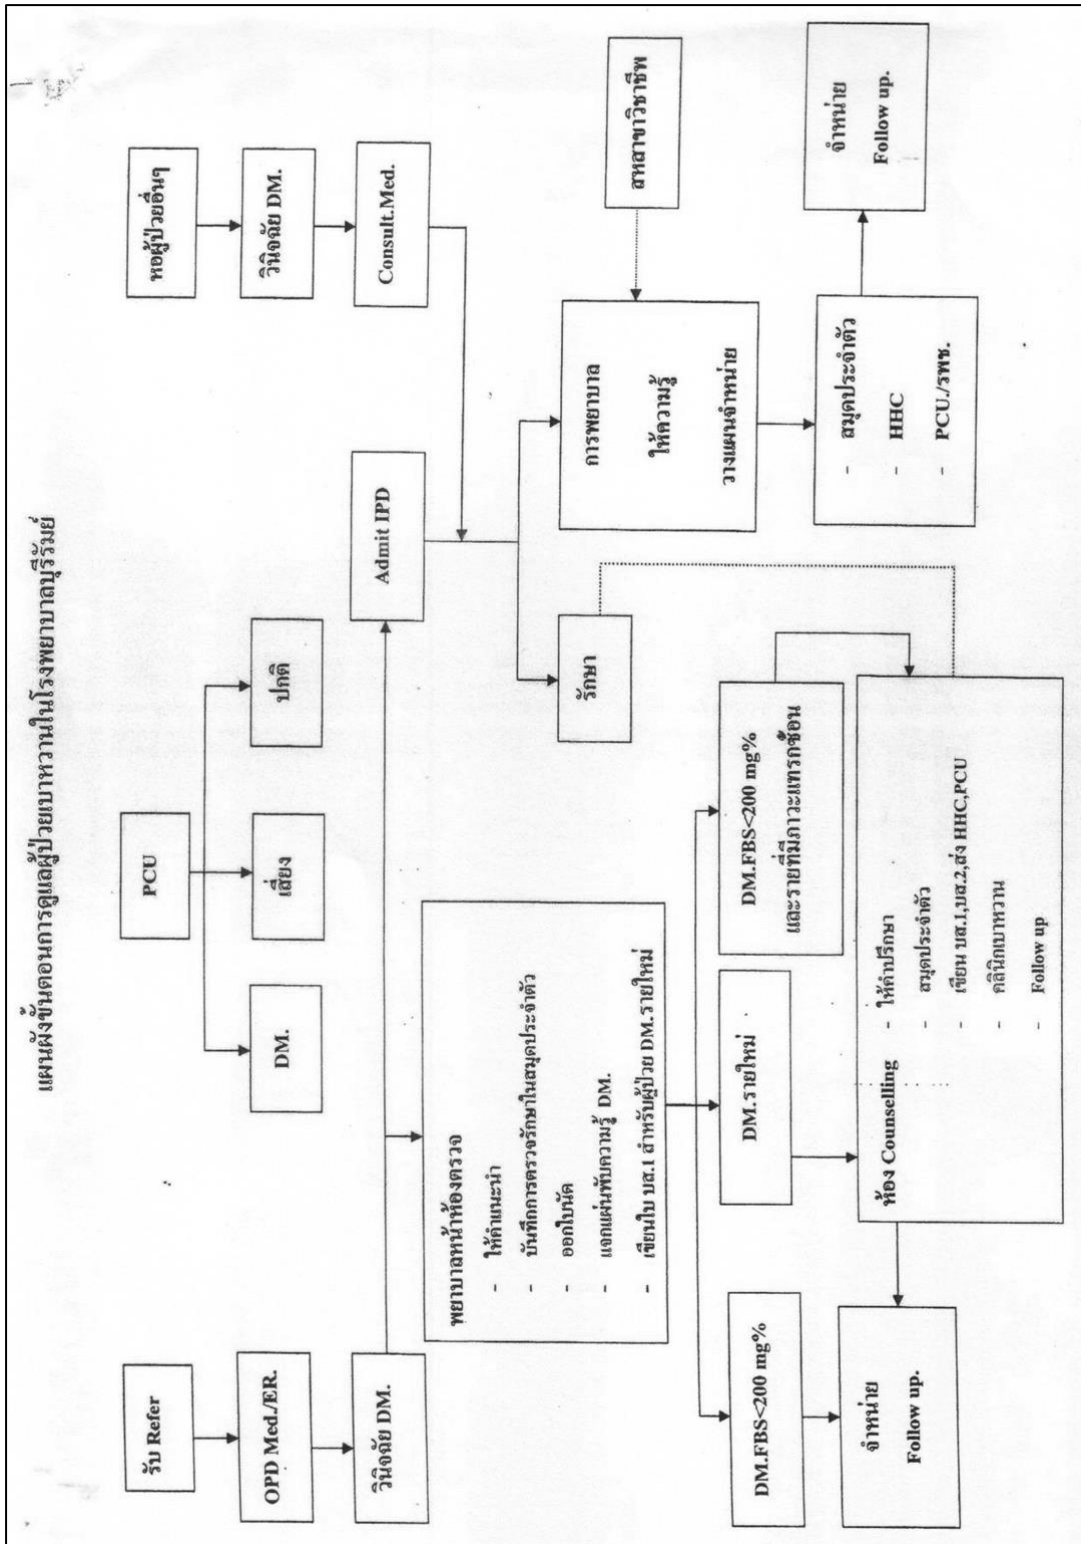 แผนผังขั้นตอนการดูแลผู้ป่วยเบาหวานในโรงพยาบาลบุรีรัมย์
รับ Refer
OPD Med./ER.
วินิจฉัย DM.
PCU
DM.
เสี่ยง
ปกติ
หอผู้ป่วยอื่นๆ
วินิจฉัย DM.
Consult.Med.
Admit IPD
พยาบาลหน้าห้องตรวจ
- ให้คำแนะนำ
- บันทึกการตรวจรักษาในสมุดประจำตัว
- ออกใบนัด
- แจกแผ่นพับความรู้ DM.
- เขียนใบ บส.1 สำหรับผู้ป่วย DM.รายใหม่
รักษา
การพยาบาล
ให้ความรู้
วางแผนจำหน่าย
สหสาขาวิชาชีพ
DM.FBS<200 mg%
DM.รายใหม่
DM.FBS<200 mg%
และรายที่มีภาวะแทรกซ้อน
จำหน่าย
Follow up.
ห้อง Counselling
- ให้คำปรึกษา
- สมุดประจำตัว
- เขียน บส.1,บส.2,ส่ง HHC,PCU
- คลินิกเบาหวาน
- Follow up
- สมุดประจำตัว
- HHC
- PCU./รพช.
จำหน่าย
Follow up.